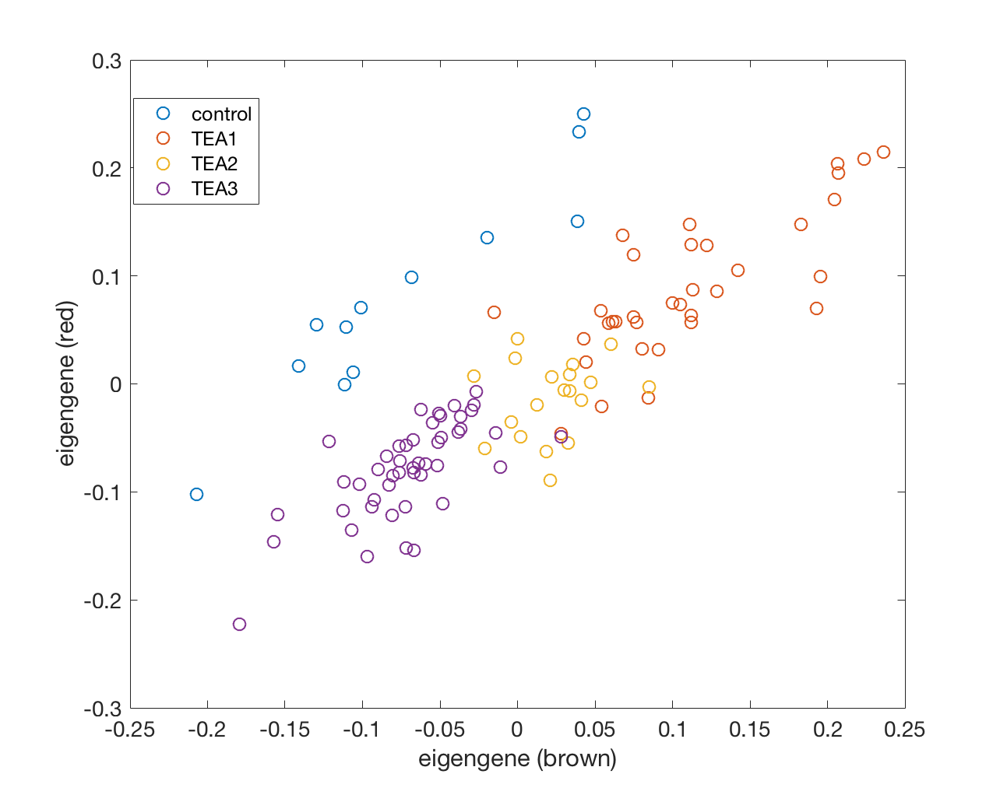 0.3
0.2
0.1
0
-0.1
-0.2
-0.3
eigengene (red)
control
TEA1
TEA2
TEA3
-0.25 -0.2 -0.15 -0.1 -0.05 0 0.05 0.1 0.15 0.2 0.25
eigengene (brown)